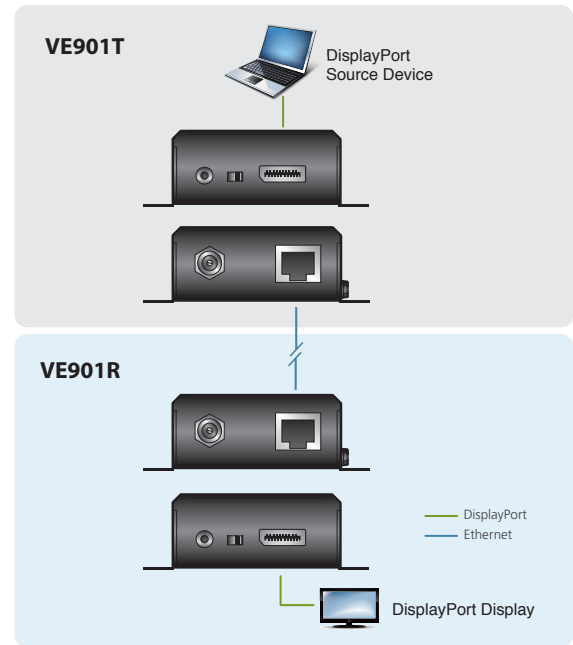 VE901T
DisplayPort
Source Device
VE901R
DisplayPort
Ethernet
DisplayPort Display